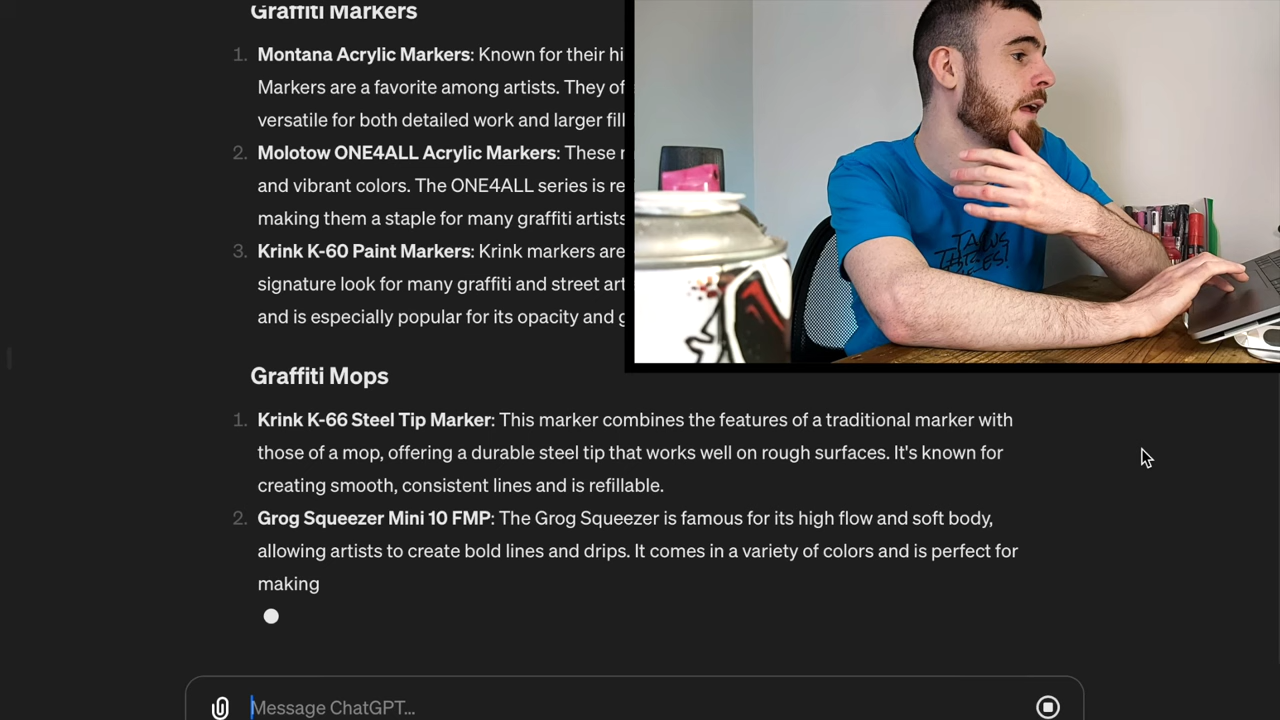 Graffiti Markers
1. Montana Acrylic Markers: Known for their hi
Markers are a favorite among artists. They of
versatile for both detailed work and larger fill
2. Molotow ONE4ALL Acrylic Markers: These
and vibrant colors. The ONE4ALL series is re
making them a staple for many graffiti artists
3. Krink K-60 Paint Markers: Krink markers are
signature look for many graffiti and street art
and is especially popular for its opacity and g
Graffiti Mops
1. Krink K-66 Steel Tip Marker: This marker combines the features of a traditional marker with
those of a mop, offering a durable steel tip that works well on rough surfaces. It's known for
creating smooth, consistent lines and is refillable.
2. Grog Squeezer Mini 10 FMP: The Grog Squeezer is famous for its high flow and soft body,
allowing artists to create bold lines and drips. It comes in a variety of colors and is perfect for
making
Message ChatGPT...